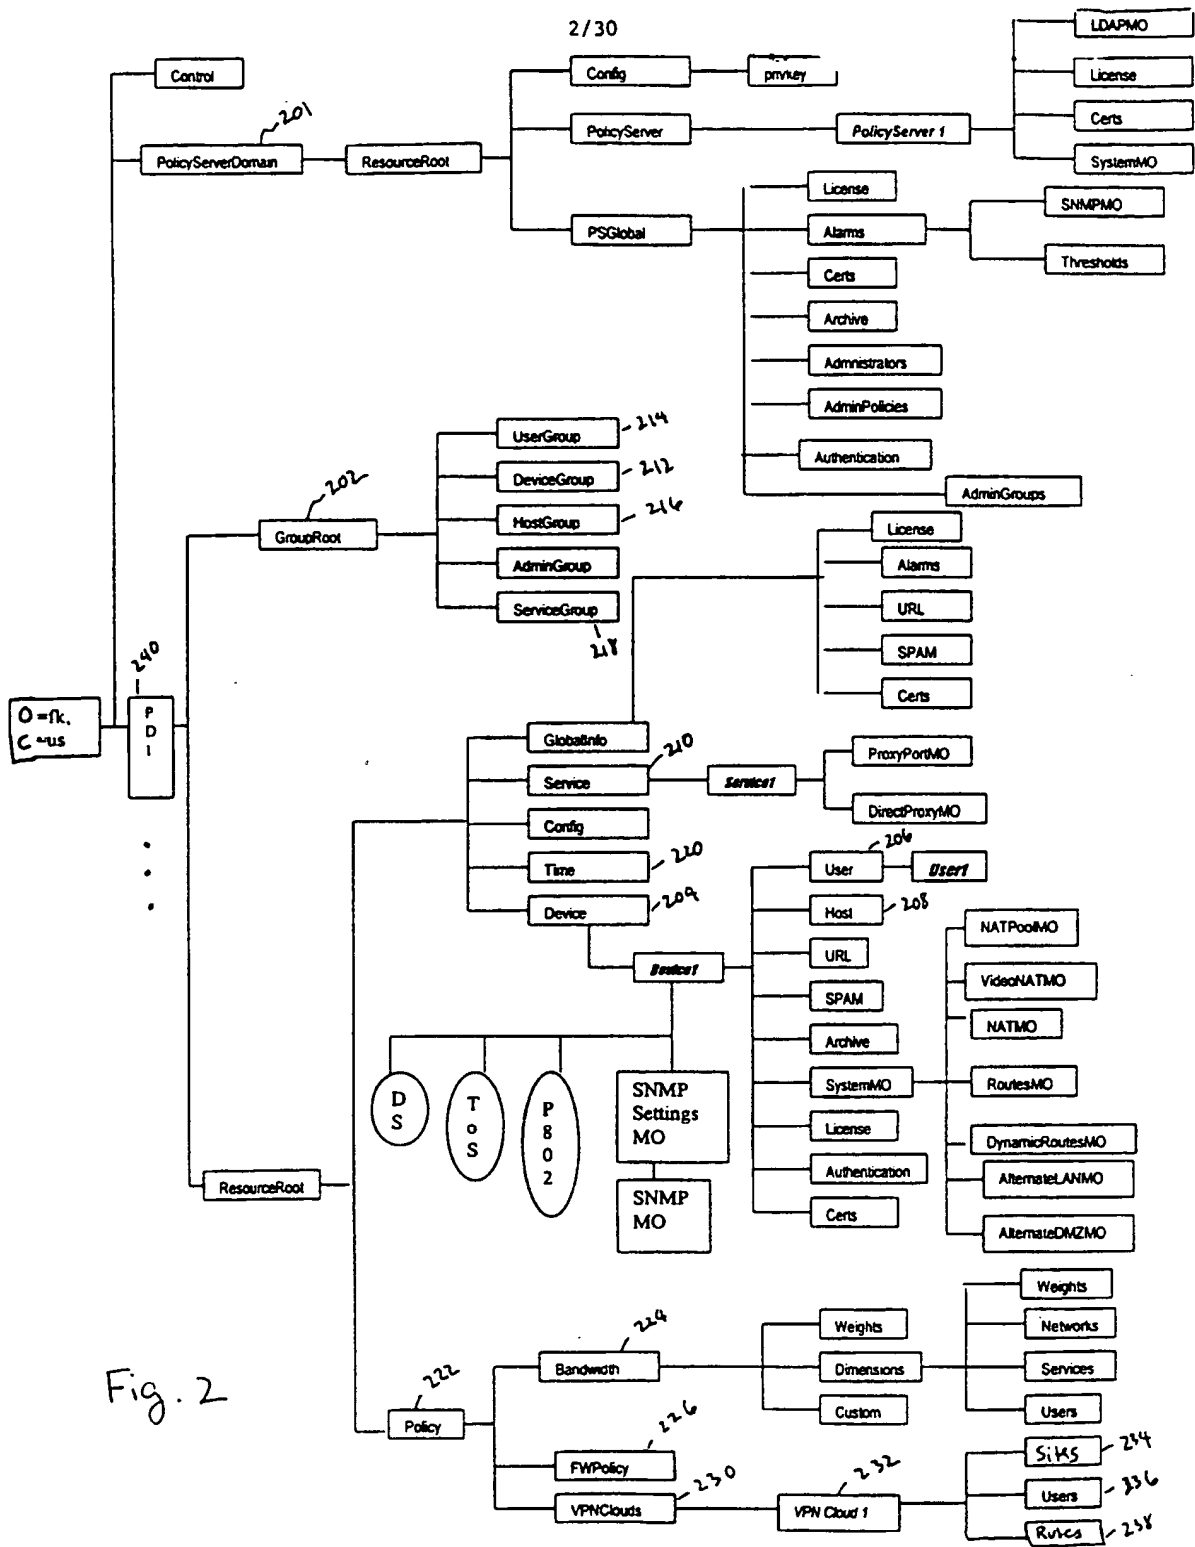 2/30
LDAPMO
Control
Config
privkey
License
201
Certs
PolicyServer
PolicyServer 1
PolicyServerDomain
ResourceRoot
SystemMO
License
SNMPMO
PSGlobal
Alarms
Thresholds
Certs
Archive
Admnistrators
AdminPolicies
UserGroup
214
Authentication
DeviceGroup
212
202
AdminGroups
HostGroup
216
GroupRoot
License
AdminGroup
Alarms
ServiceGroup
URL
218
SPAM
240
Certs
O=fk,
C=us
P
D
I
GlobalInfo
210
ProxyPortMO
Service
Service1
DirectProxyMO
Config
206
Time
220
User
User1
Device
209
Host
208
NATPoolMO
URL
Device1
VideoNATMO
SPAM
NATMO
Archive
D
S
T
o
S
P
8
0
2
SNMP
Settings
MO
SystemMO
RoutesMO
License
DynamicRoutesMO
Authentication
AlternateLANMO
ResourceRoot
SNMP
MO
Certs
AlternateDMZMO
Weights
224
Weights
Networks
Bandwidth
Dimensions
Services
Fig. 2
222
Custom
Users
Policy
226
Sites
234
FWPolicy
230
232
Users
236
VPNClouds
VPN Cloud 1
Rules
238